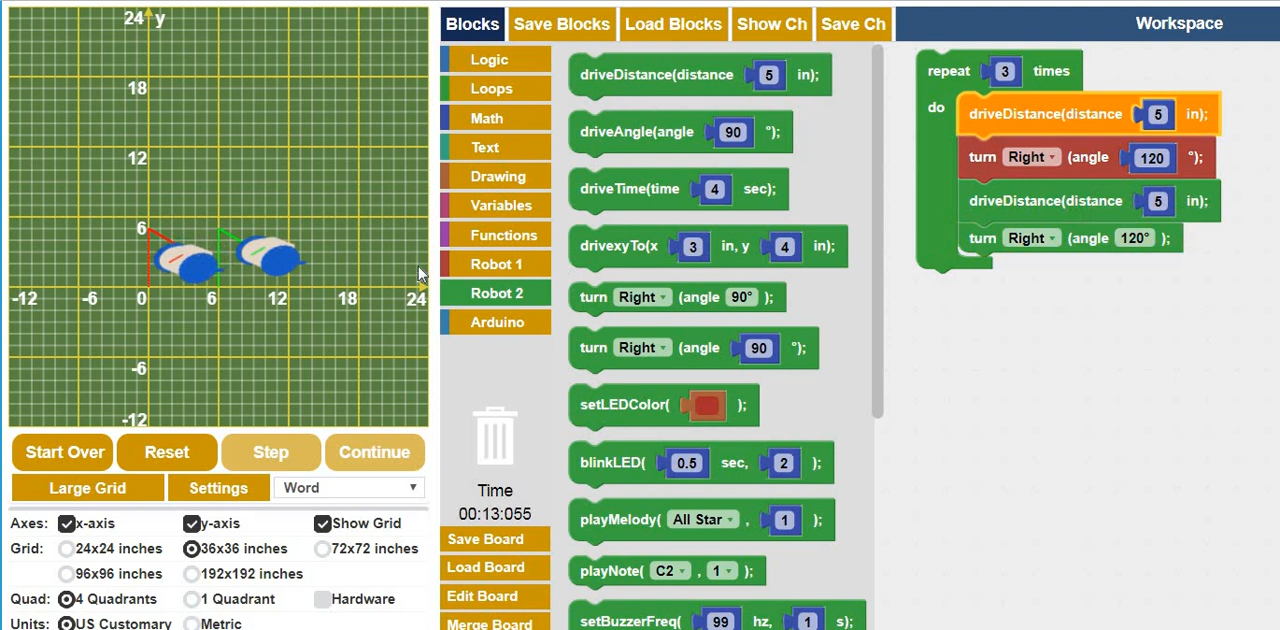 24 y
18
12
6
-12 -6 0 6 12 18 24
-6
-12
Start Over Reset Step Continue
Large Grid Settings Word
Axes: x-axis y-axis Show Grid
Grid: 24x24 inches 36x36 inches 72x72 inches
96x96 inches 192x192 inches
Quad: 4 Quadrants 1 Quadrant Hardware
Units: US Customary Metric
Blocks Save Blocks Load Blocks Show Ch Save Ch
Logic
Loops
Math
Text
Drawing
Variables
Functions
Robot 1
Robot 2
Arduino
Time
00:13:055
Save Board
Load Board
Edit Board
Merge Board
driveDistance(distance 5 in);
driveAngle(angle 90 °);
driveTime(time 4 sec);
drivexyTo(x 3 in, y 4 in);
turn Right (angle 90° );
turn Right (angle 90 °);
setLEDColor( );
blinkLED( 0.5 sec, 2 );
playMelody( All Star , 1 );
playNote( C2 , 1 );
setBuzzerFreq( 99 hz, 1 s);
Workspace
repeat 3 times
do driveDistance(distance 5 in);
turn Right (angle 120 °);
driveDistance(distance 5 in);
turn Right (angle 120° );